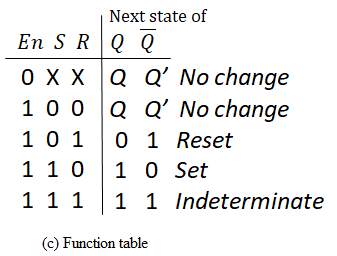 Next state of
En S R Q Q̅
0 X X Q Q’ No change
1 0 0 Q Q’ No change
1 0 1 0 1 Reset
1 1 0 1 0 Set
1 1 1 1 1 Indeterminate
(c) Function table